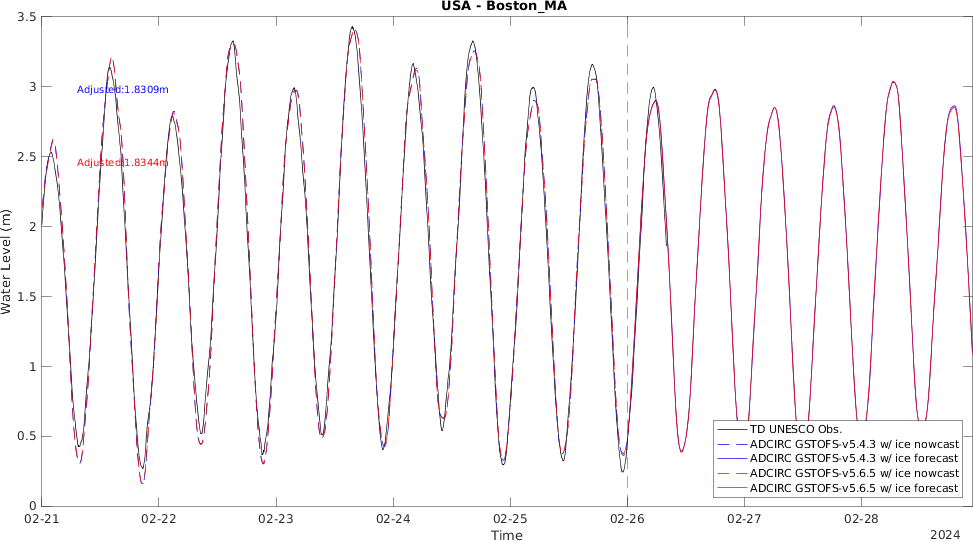 USA - Boston_MA
3.5
3
2.5
2
1.5
1
0.5
0
Water Level (m)
Adjusted:1.8309m
Adjusted:1.8344m
TD UNESCO Obs.
ADCIRC GSTOFS-v5.4.3 w/ ice nowcast
ADCIRC GSTOFS-v5.4.3 w/ ice forecast
ADCIRC GSTOFS-v5.6.5 w/ ice nowcast
ADCIRC GSTOFS-v5.6.5 w/ ice forecast
02-21
02-22
02-23
02-24
02-25
02-26
02-27
02-28
Time
2024